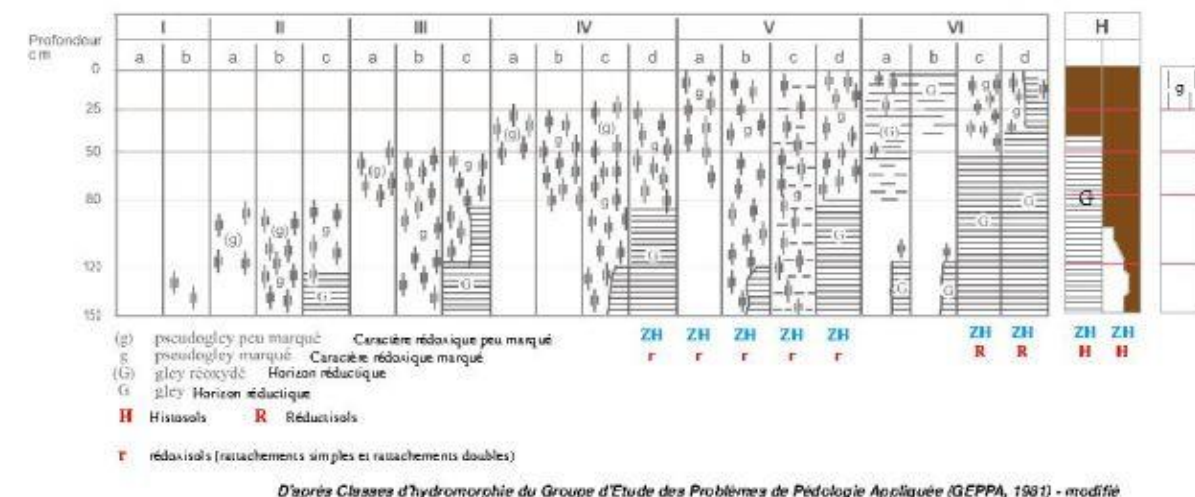 I II III IV V VI H
Profondeur
cm
a b a b c a b c a b c d a b c d a b c d
0
25
50
80
120
150
(g) g
(g) (g) g
g G
(g) g g G
(g) g (g) g g G
g g g g G
(G) G g g G G G G
G
g
ZH ZH ZH ZH ZH ZH ZH ZH ZH
r r r r r R R H H
(g) pseudogley peu marqué Caractère rédoxique peu marqué
g pseudogley marqué Caractère rédoxique marqué
(G) gley réoxydé Horizon réductique
G gley Horizon réductique
H Histosols R Réductisols
r rédoxisols (rattachements simples et rattachements doubles)
D'après Classes d'hydromorphie du Groupe d'Etude des Problèmes de Pédologie Appliquée (GEPPA, 1981) - modifié